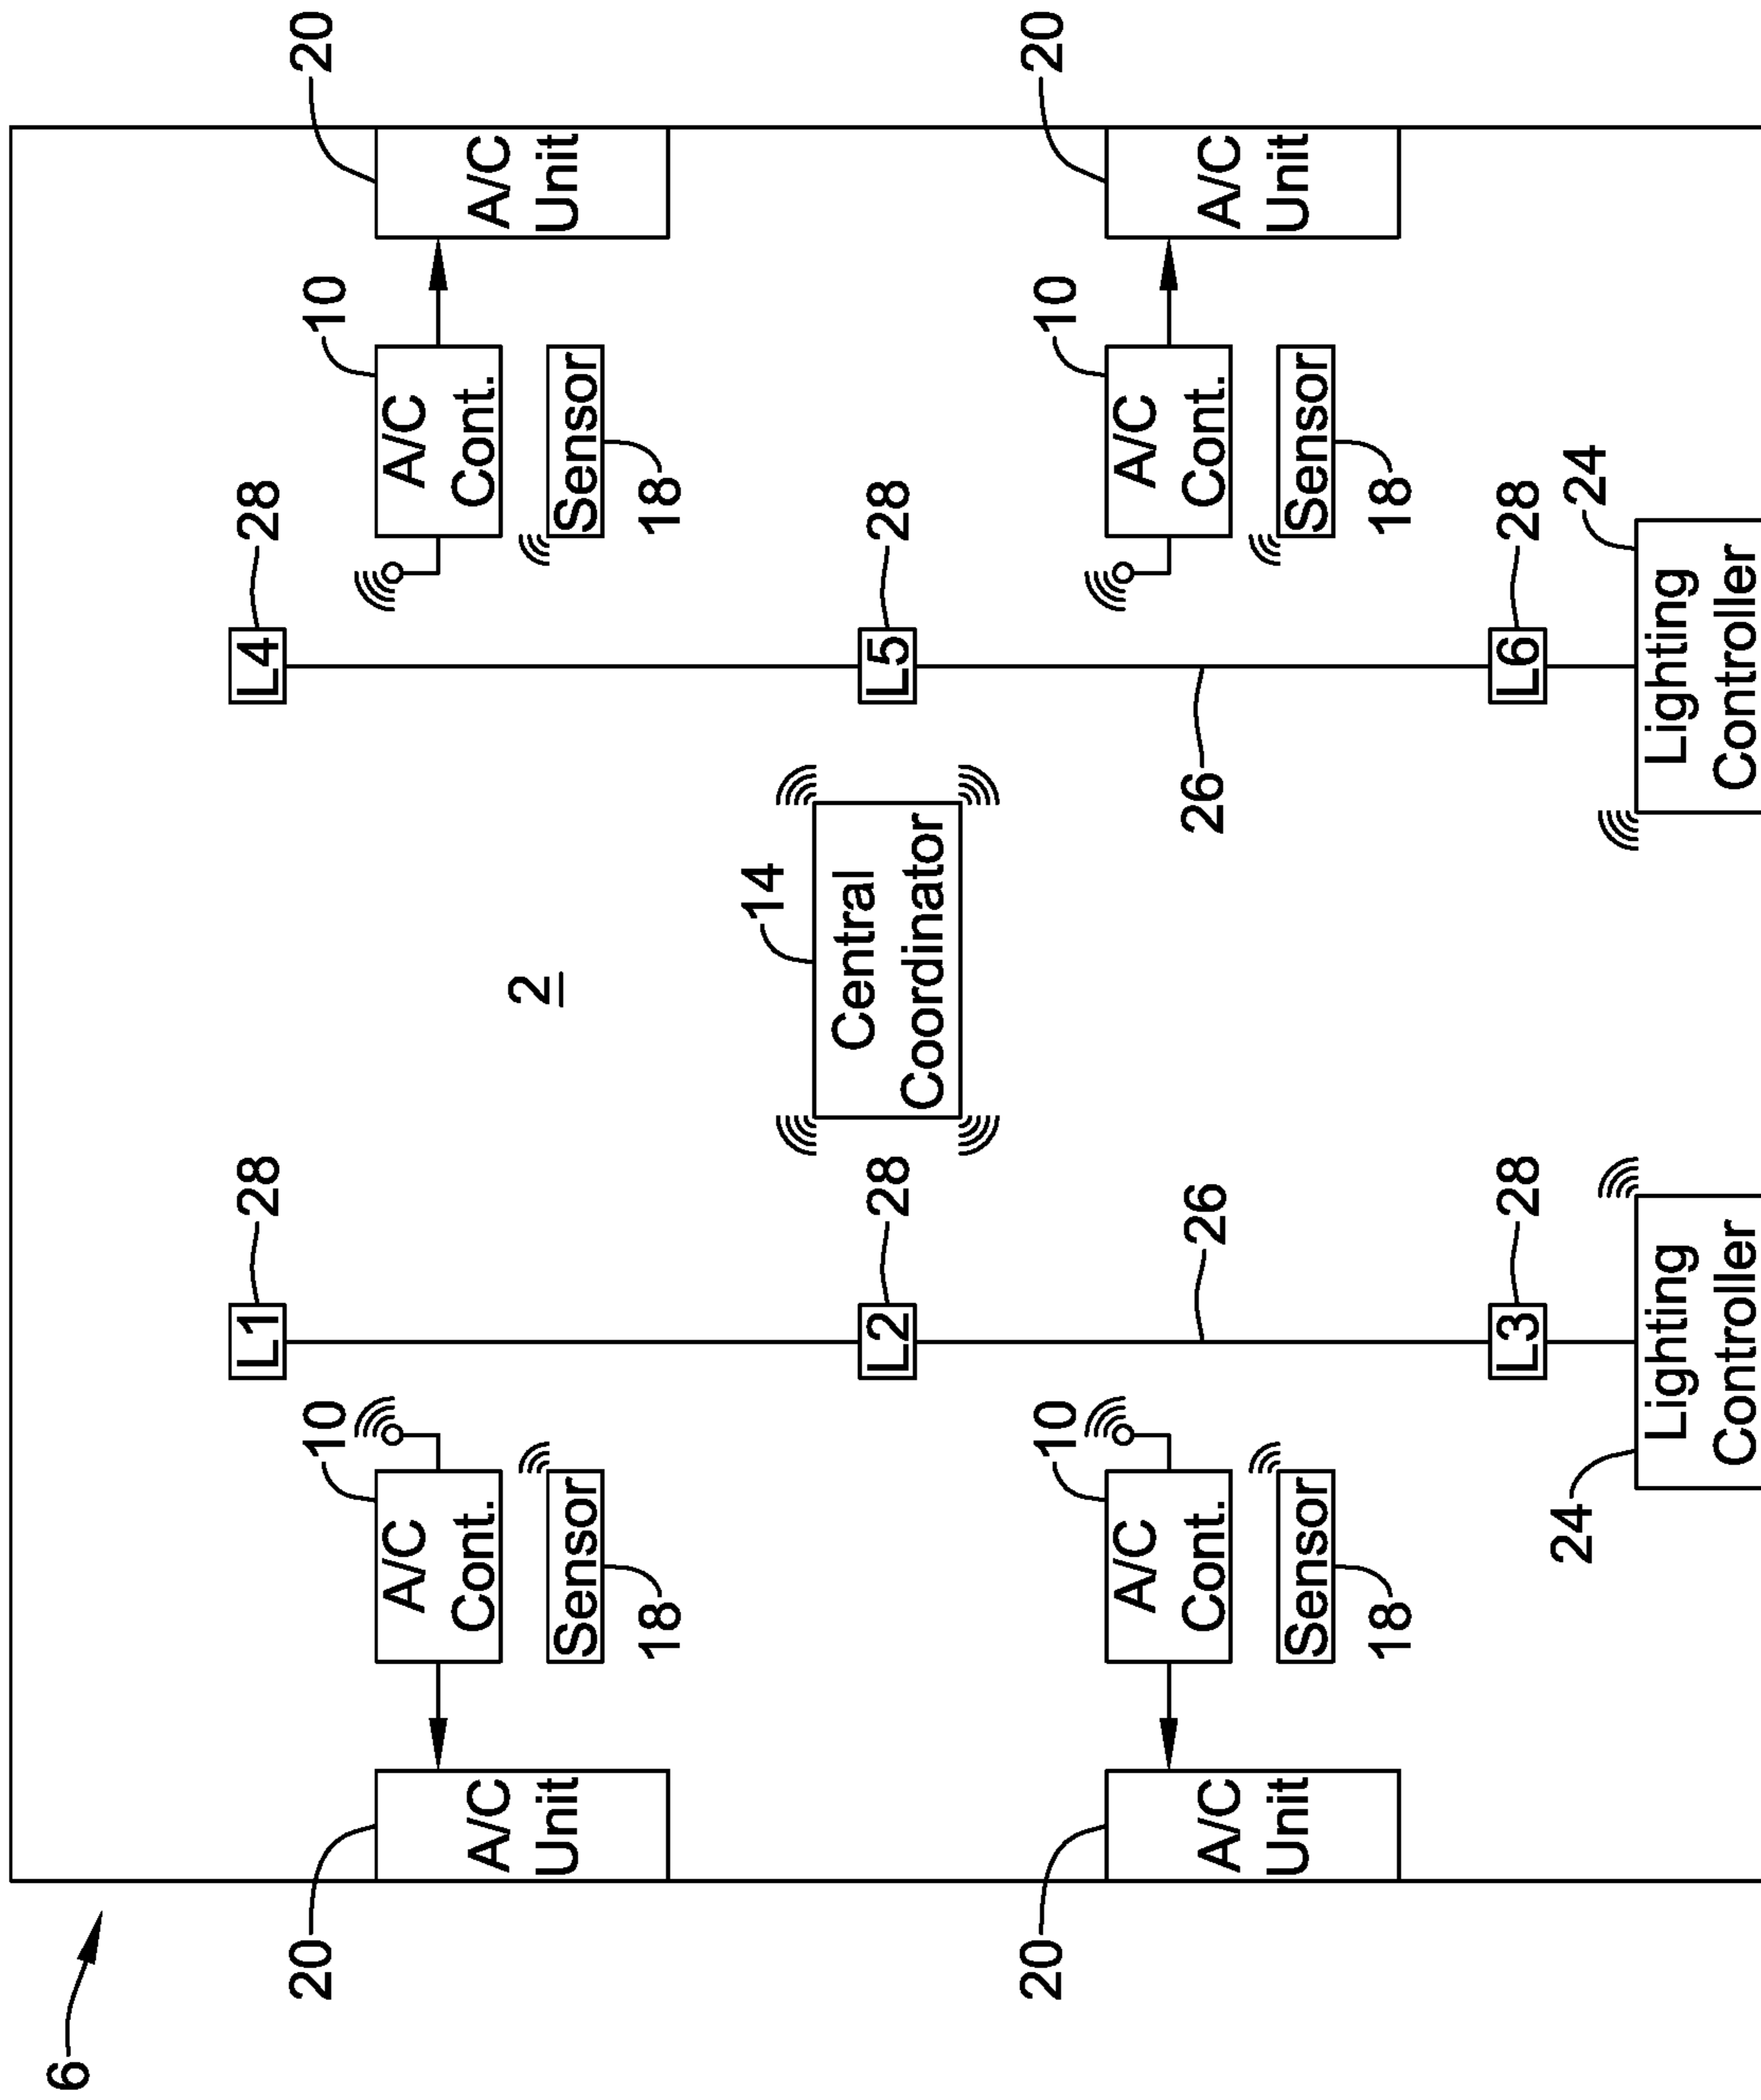 6
L1
28
28
L4
20
10
10
20
A/C
Unit
A/C
Cont.
A/C
Cont.
A/C
Unit
Sensor
18
2
Sensor
18
14
Central
Coordinator
L2
28
28
L5
20
10
10
20
A/C
Unit
A/C
Cont.
26
26
A/C
Cont.
A/C
Unit
Sensor
18
Sensor
18
L3
28
28
L6
24
24
Lighting
Controller
Lighting
Controller